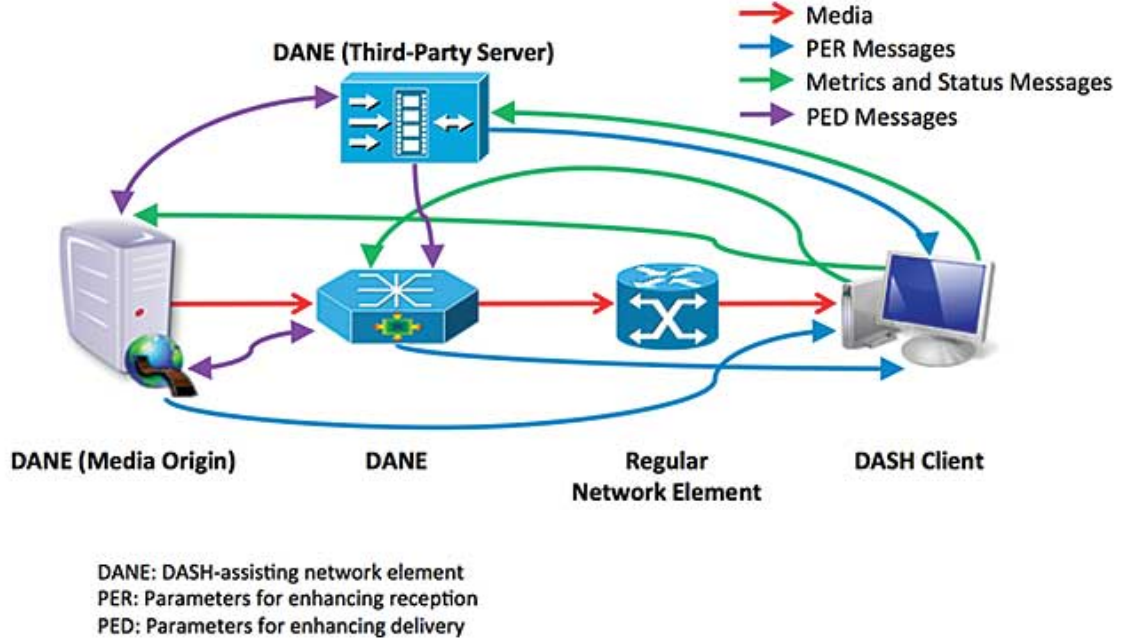 Media
PER Messages
Metrics and Status Messages
PED Messages
DANE (Third-Party Server)
DANE (Media Origin)
DANE
Regular
Network Element
DASH Client
DANE: DASH-assisting network element
PER: Parameters for enhancing reception
PED: Parameters for enhancing delivery